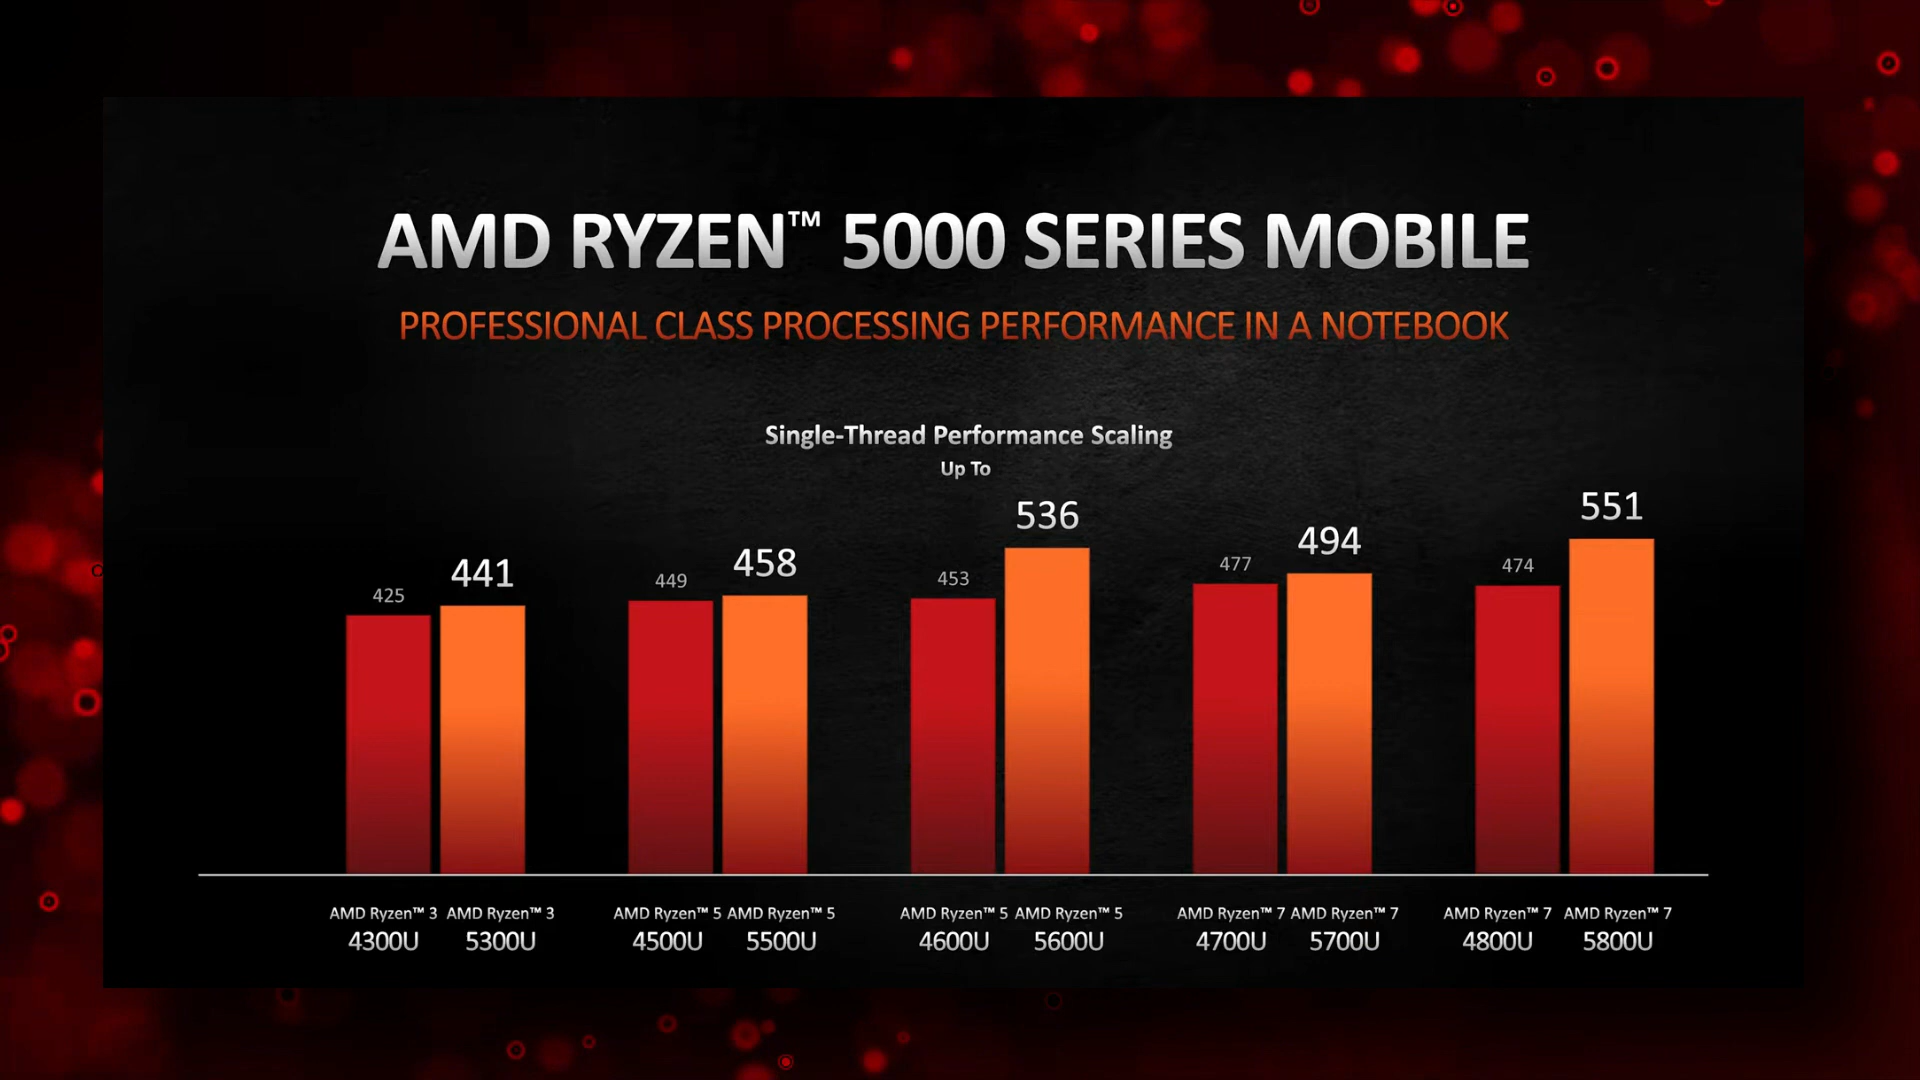 AMD RYZEN™ 5000 SERIES MOBILE
PROFESSIONAL CLASS PROCESSING PERFORMANCE IN A NOTEBOOK
Single-Thread Performance Scaling
Up To
425 441 449 458 453 536 477 494 474 551
AMD Ryzen™ 3 AMD Ryzen™ 3 AMD Ryzen™ 5 AMD Ryzen™ 5 AMD Ryzen™ 5 AMD Ryzen™ 5 AMD Ryzen™ 7 AMD Ryzen™ 7 AMD Ryzen™ 7 AMD Ryzen™ 7
4300U 5300U 4500U 5500U 4600U 5600U 4700U 5700U 4800U 5800U